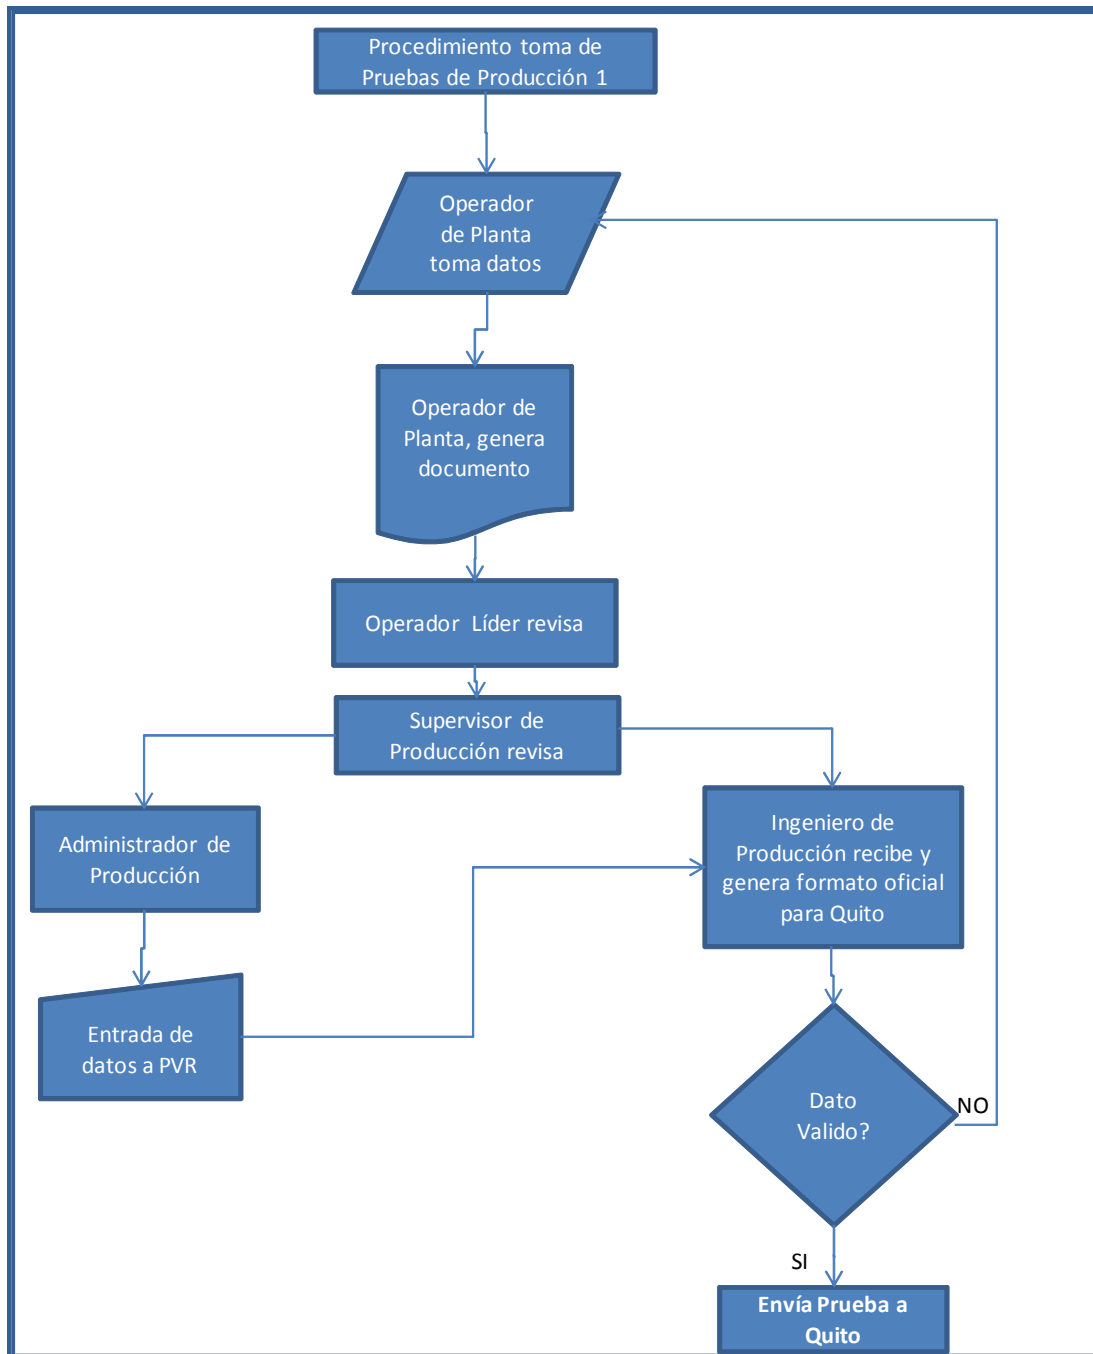 Procedimiento toma de
Pruebas de Producción 1
Operador
de Planta
toma datos
Operador de
Planta, genera
documento
Operador Líder revisa
Supervisor de
Producción revisa
Administrador de
Producción
Ingeniero de
Producción recibe y
genera formato oficial
para Quito
Entrada de
datos a PVR
Dato
Valido?
NO
SI
Envía Prueba a
Quito